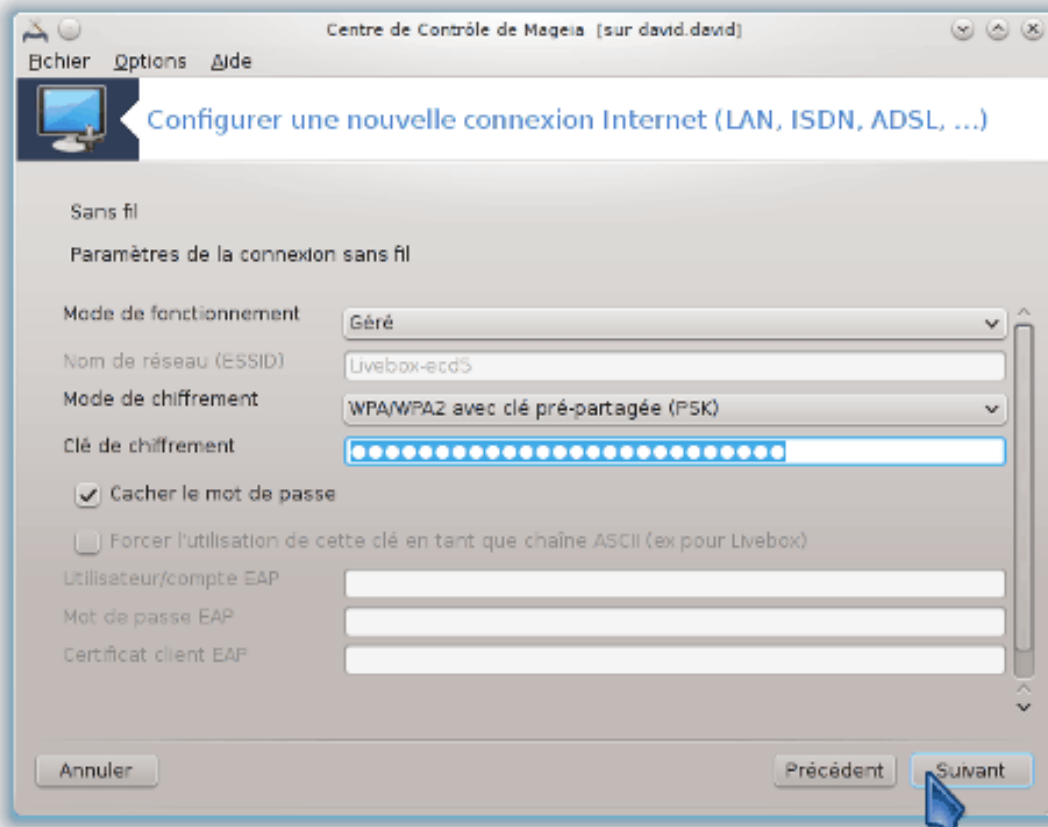 Centre de Contrôle de Mageia [sur david.david]
Fichier Options Aide
Configurer une nouvelle connexion Internet (LAN, ISDN, ADSL, ...)
Sans fil
Paramètres de la connexion sans fil
Mode de fonctionnement Géré
Nom de réseau (ESSID) Livebox-ecd5
Mode de chiffrement WPA/WPA2 avec clé pré-partagée (PSK)
Clé de chiffrement
Cacher le mot de passe
Forcer l'utilisation de cette clé en tant que chaîne ASCII (ex pour Livebox)
Utilisateur/compte EAP
Mot de passe EAP
Certificat client EAP
Annuler Précédent Suivant